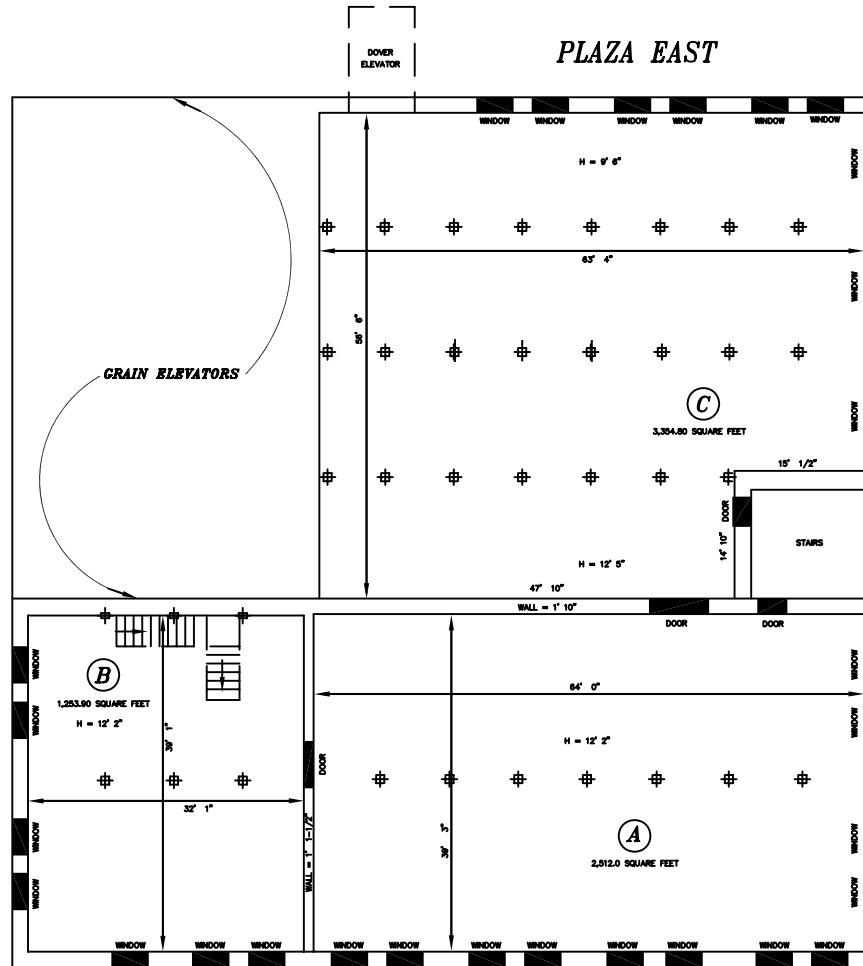 DOVER
ELEVATOR
PLAZA EAST
WINDOW WINDOW WINDOW WINDOW WINDOW WINDOW
WINDOW
H = 9' 6"
63' 4"
WINDOW
56' 6"
GRAIN ELEVATORS
C
3,354.80 SQUARE FEET
WINDOW
15' 1/2"
DOOR
14' 10"
STAIRS
H = 12' 5"
47' 10"
WALL = 1' 10"
DOOR DOOR
B
1,253.90 SQUARE FEET
H = 12' 2"
WINDOW
WINDOW
39' 1"
32' 1"
WINDOW
WINDOW
DOOR
WALL = 1' 1-1/2"
64' 0"
H = 12' 2"
39' 3"
A
2,512.0 SQUARE FEET
WINDOW
WINDOW
WINDOW
WINDOW
WINDOW WINDOW WINDOW WINDOW WINDOW WINDOW WINDOW WINDOW WINDOW WINDOW WINDOW